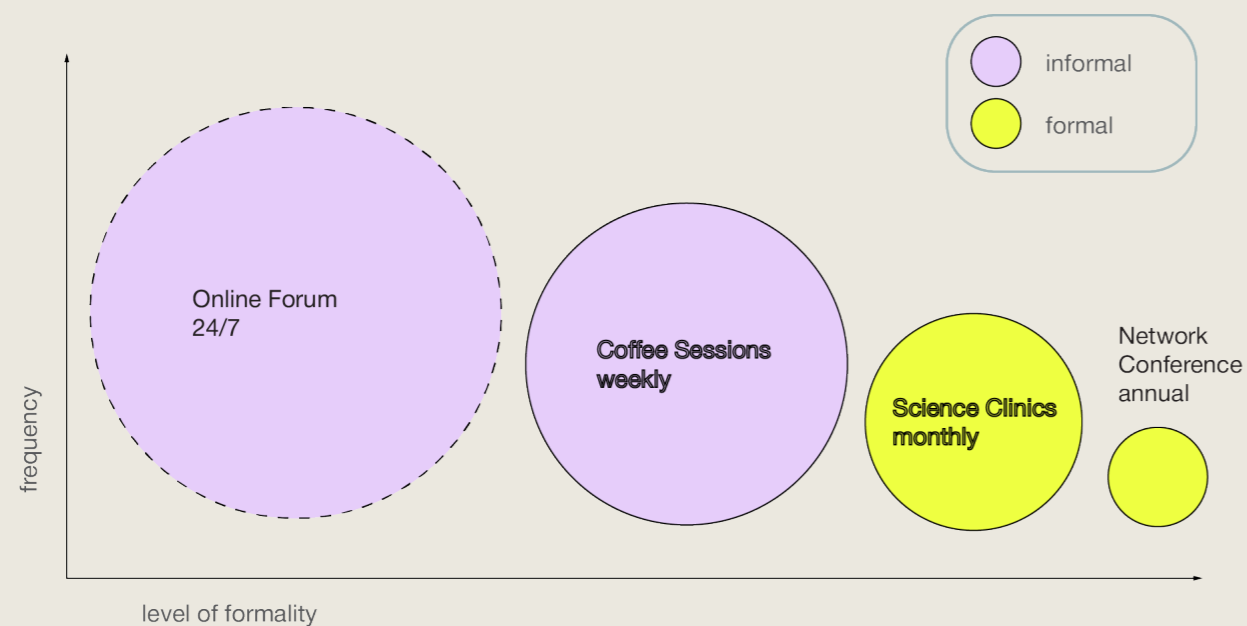 informal
formal
Online Forum
24/7
Coffee Sessions
weekly
Science Clinics
monthly
Network
Conference
annual
frequency
level of formality